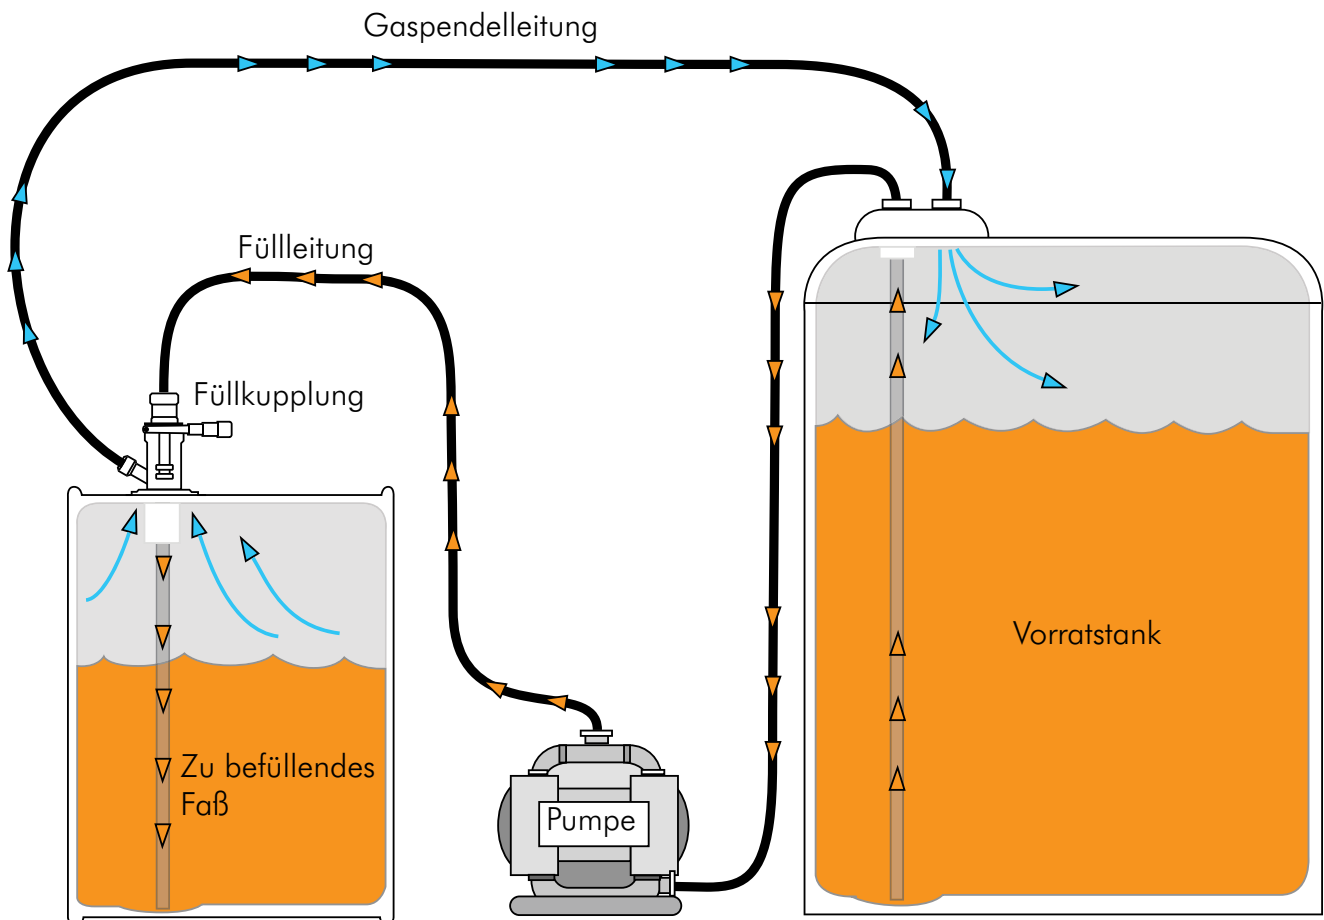 Gaspendelleitung
Füllleitung
Füllkupplung
Vorratstank
Zu befüllendes
Faß
Pumpe